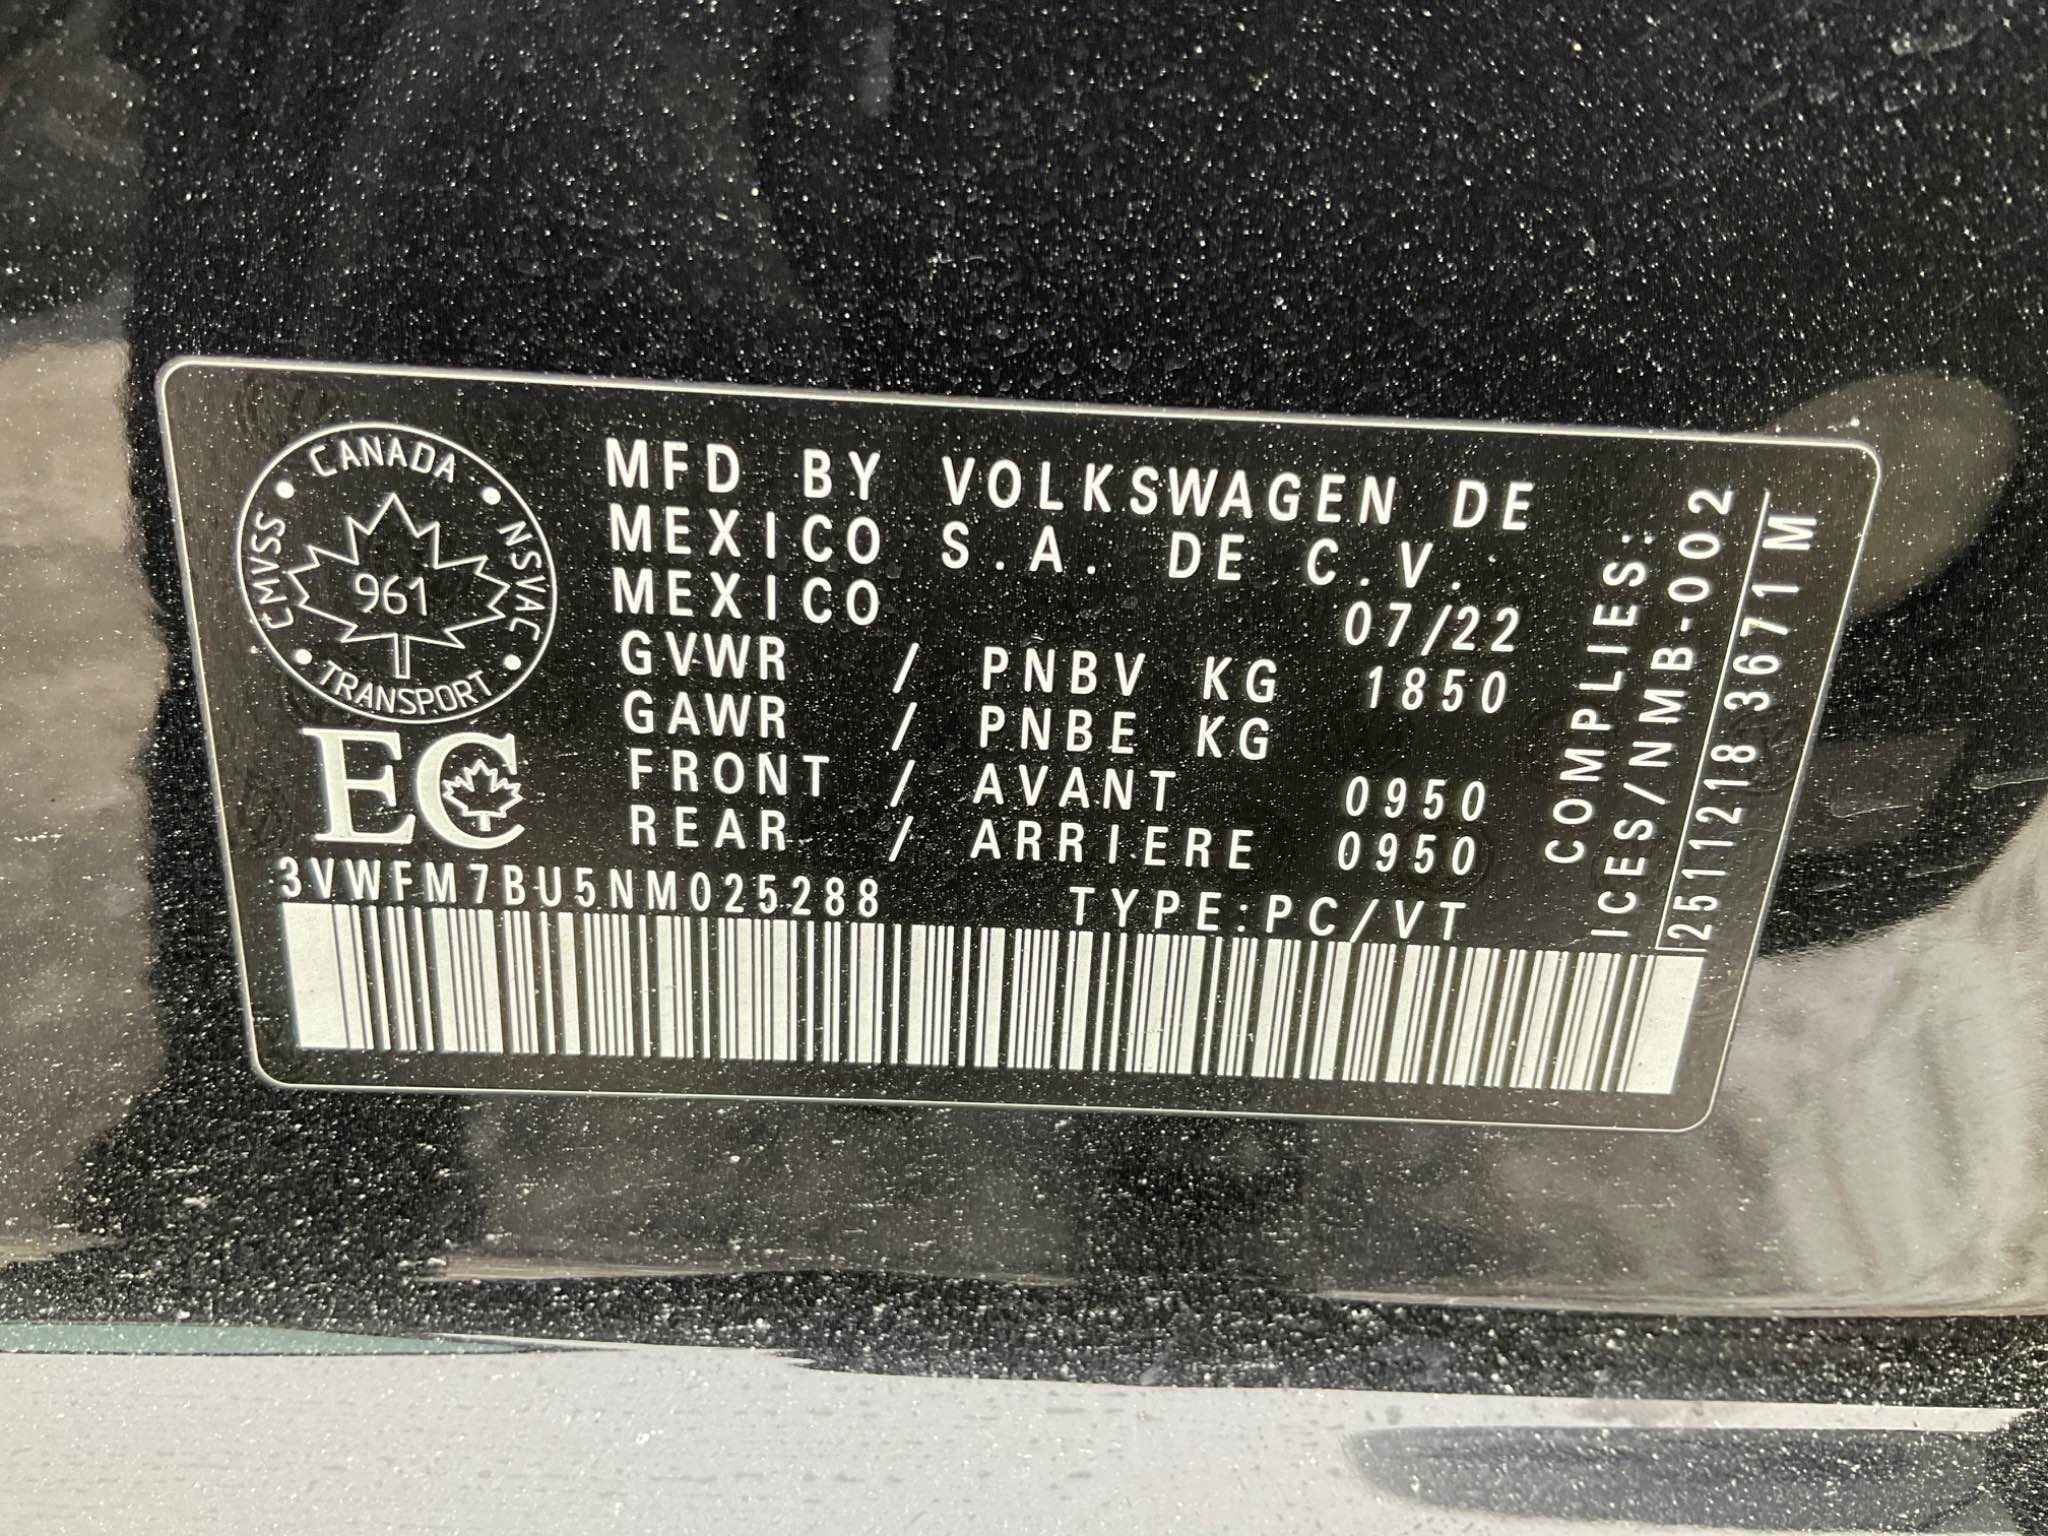 CANADA
CMVSS
NSVAC
961
TRANSPORT
EC
MFD BY VOLKSWAGEN DE
MEXICO S.A. DE C.V.
MEXICO 07/22
GVWR / PNBV KG 1850
GAWR / PNBE KG
FRONT / AVANT 0950
REAR / ARRIERE 0950
3VWFM7BU5NM025288 TYPE:PC/VT
COMPLIES:
ICES/NMB-002
2511218 3671M